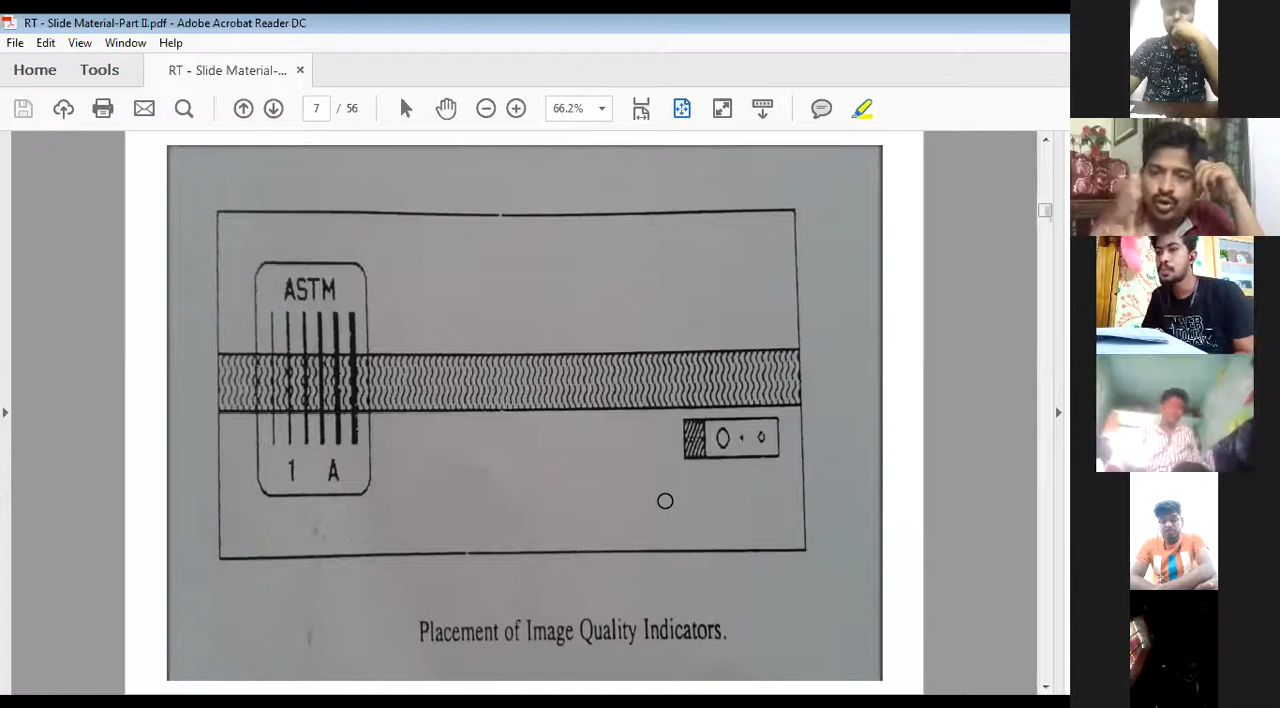 RT - Slide Material-Part II.pdf - Adobe Acrobat Reader DC
File Edit View Window Help
Home Tools RT - Slide Material-... ×
7 / 56 66.2%
ASTM
1 A
Placement of Image Quality Indicators.